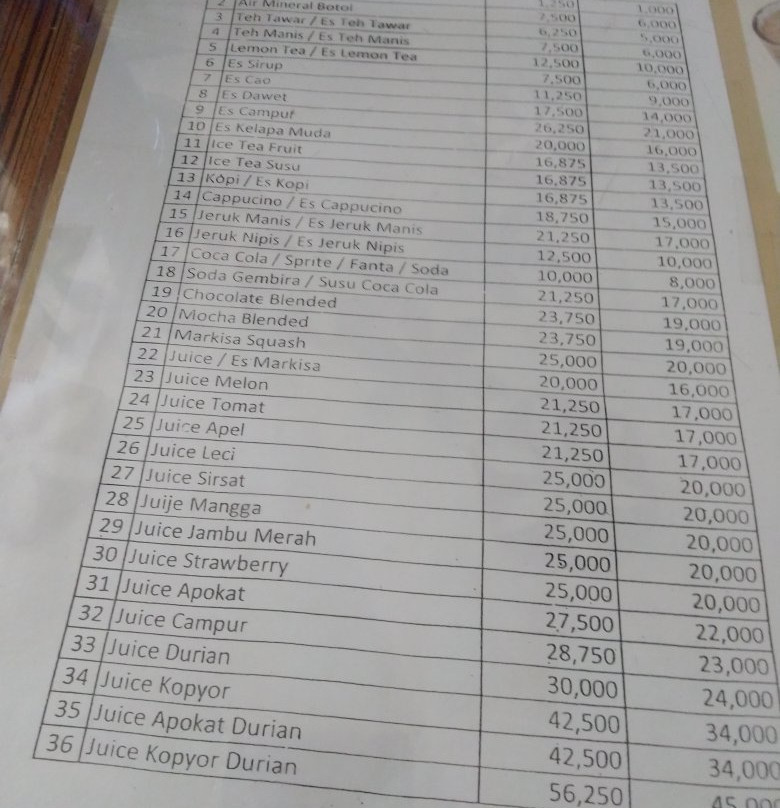 1,250 1,000
2 Air Mineral Botol 7,500 6,000
3 Teh Tawar / Es Teh Tawar 6,250 5,000
4 Teh Manis / Es Teh Manis 7,500 6,000
5 Lemon Tea / Es Lemon Tea 12,500 10,000
6 Es Sirup 7,500 6,000
7 Es Cao 11,250 9,000
8 Es Dawet 17,500 14,000
9 Es Campur 26,250 21,000
10 Es Kelapa Muda 20,000 16,000
11 Ice Tea Fruit 16,875 13,500
12 Ice Tea Susu 16,875 13,500
13 Kopi / Es Kopi 16,875 13,500
14 Cappucino / Es Cappucino 18,750 15,000
15 Jeruk Manis / Es Jeruk Manis 21,250 17,000
16 Jeruk Nipis / Es Jeruk Nipis 12,500 10,000
17 Coca Cola / Sprite / Fanta / Soda 10,000 8,000
18 Soda Gembira / Susu Coca Cola 21,250 17,000
19 Chocolate Blended 23,750 19,000
20 Mocha Blended 23,750 19,000
21 Markisa Squash 25,000 20,000
22 Juice / Es Markisa 20,000 16,000
23 Juice Melon 21,250 17,000
24 Juice Tomat 21,250 17,000
25 Juice Apel 21,250 17,000
26 Juice Leci 25,000 20,000
27 Juice Sirsat 25,000 20,000
28 Juije Mangga 25,000 20,000
29 Juice Jambu Merah 25,000 20,000
30 Juice Strawberry 25,000 20,000
31 Juice Apokat 27,500 22,000
32 Juice Campur 28,750 23,000
33 Juice Durian 30,000 24,000
34 Juice Kopyor 42,500 34,000
35 Juice Apokat Durian 42,500 34,000
36 Juice Kopyor Durian 56,250 45,000